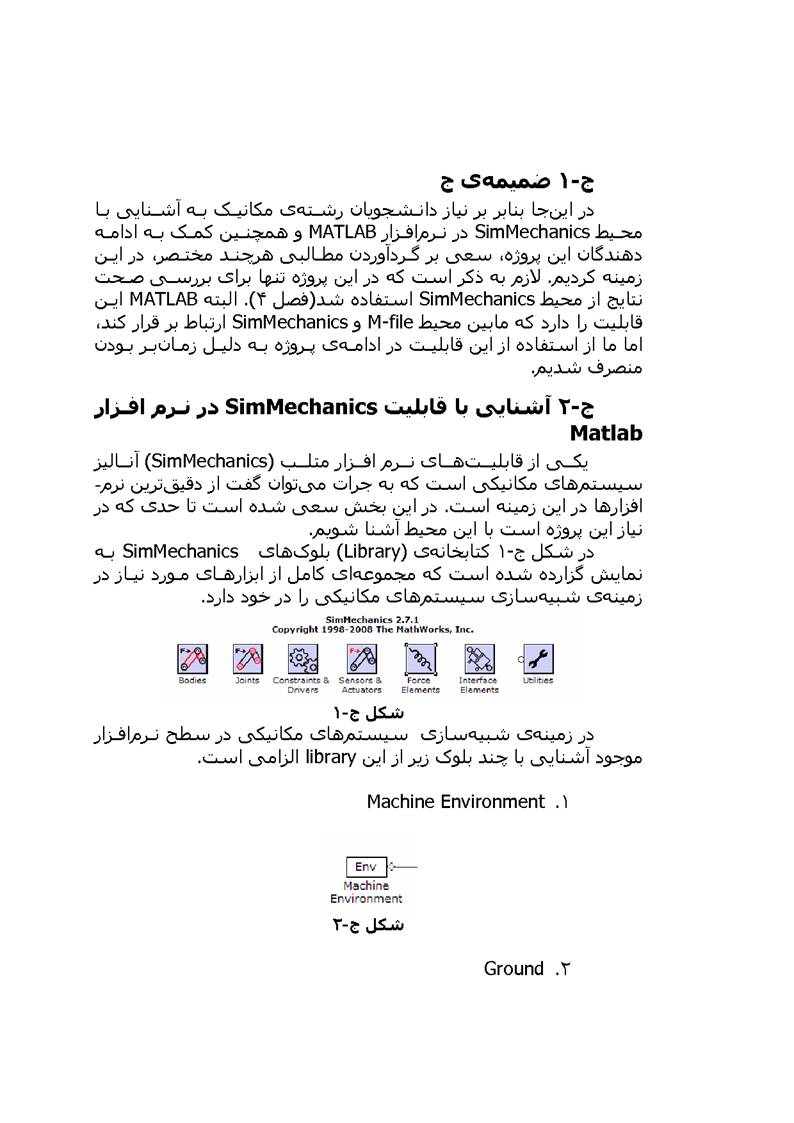 ج-۱ ضمیمه‌ی ج
در این‌جا بنابر بر نیاز دانشجویان رشته‌ی مکانیک به آشنایی با
محیط SimMechanics در نرم‌افزار MATLAB و همچنین کمک به ادامه
دهندگان این پروژه، سعی بر گردآوردن مطالبی هرچند مختصر، در این
زمینه کردیم. لازم به ذکر است که در این پروژه تنها برای بررسی صحت
نتایج از محیط SimMechanics استفاده شد(فصل ۴). البته MATLAB این
قابلیت را دارد که مابین محیط M-file و SimMechanics ارتباط بر قرار کند،
اما ما از استفاده از این قابلیت در ادامه‌ی پروژه به دلیل زمان‌بر بودن
منصرف شدیم.
ج-۲ آشنایی با قابلیت SimMechanics در نرم افزار
Matlab
یکی از قابلیت‌های نرم افزار متلب (SimMechanics) آنالیز
سیستم‌های مکانیکی است که به جرات می‌توان گفت از دقیق‌ترین نرم-
افزارها در این زمینه است. در این بخش سعی شده است تا حدی که در
نیاز این پروژه است با این محیط آشنا شویم.
در شکل ج-۱ کتابخانه‌ی (Library) بلوک‌های SimMechanics به
نمایش گزارده شده است که مجموعه‌ای کامل از ابزارهای مورد نیاز در
زمینه‌ی شبیه‌سازی سیستم‌های مکانیکی را در خود دارد.
SimMechanics 2.7.1
Copyright 1998-2008 The MathWorks, Inc.
Bodies Joints Constraints & Sensors & Force Interface Utilities
Drivers Actuators Elements Elements
شکل ج-۱
در زمینه‌ی شبیه‌سازی سیستم‌های مکانیکی در سطح نرم‌افزار
موجود آشنایی با چند بلوک زیر از این library الزامی است.
۱. Machine Environment
Env
Machine
Environment
شکل ج-۲
۲. Ground